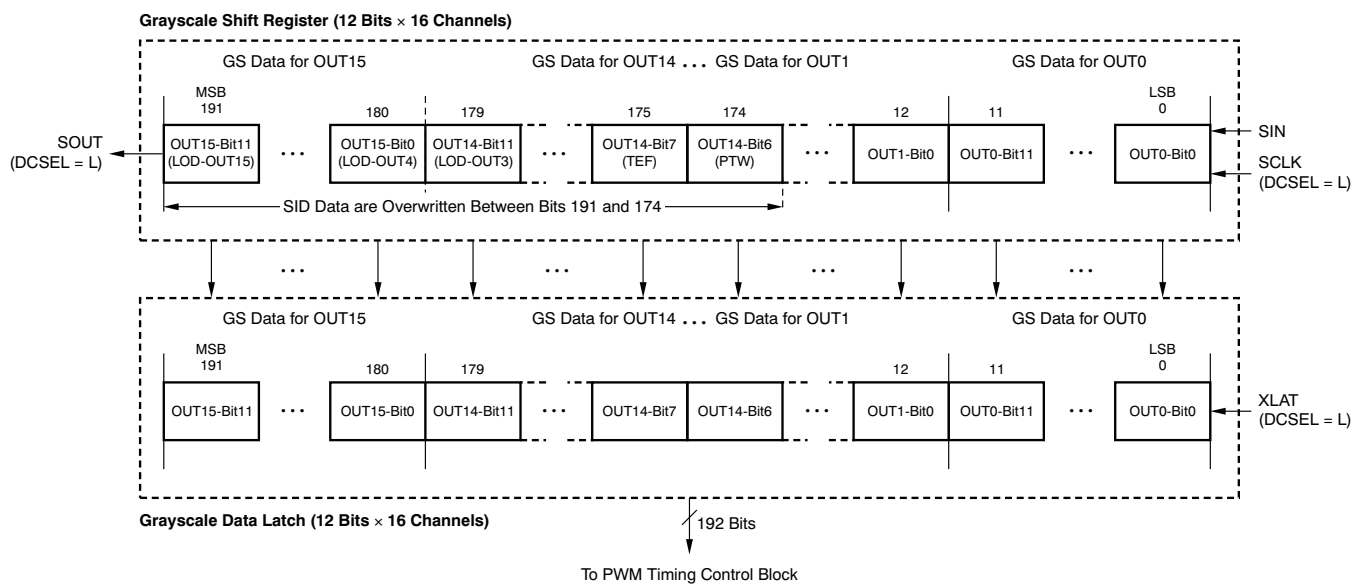 Grayscale Shift Register (12 Bits × 16 Channels)
GS Data for OUT15
GS Data for OUT14 ... GS Data for OUT1
GS Data for OUT0
MSB
191
180
179
175
174
12
11
LSB
0
SOUT
(DCSEL = L)
OUT15-Bit11
(LOD-OUT15)
...
OUT15-Bit0
(LOD-OUT4)
OUT14-Bit11
(LOD-OUT3)
...
OUT14-Bit7
(TEF)
OUT14-Bit6
(PTW)
...
OUT1-Bit0
OUT0-Bit11
...
OUT0-Bit0
SIN
SCLK
(DCSEL = L)
SID Data are Overwritten Between Bits 191 and 174
...
...
...
...
GS Data for OUT15
GS Data for OUT14 ... GS Data for OUT1
GS Data for OUT0
MSB
191
180
179
12
11
LSB
0
OUT15-Bit11
...
OUT15-Bit0
OUT14-Bit11
...
OUT14-Bit7
OUT14-Bit6
...
OUT1-Bit0
OUT0-Bit11
...
OUT0-Bit0
XLAT
(DCSEL = L)
Grayscale Data Latch (12 Bits × 16 Channels)
192 Bits
To PWM Timing Control Block